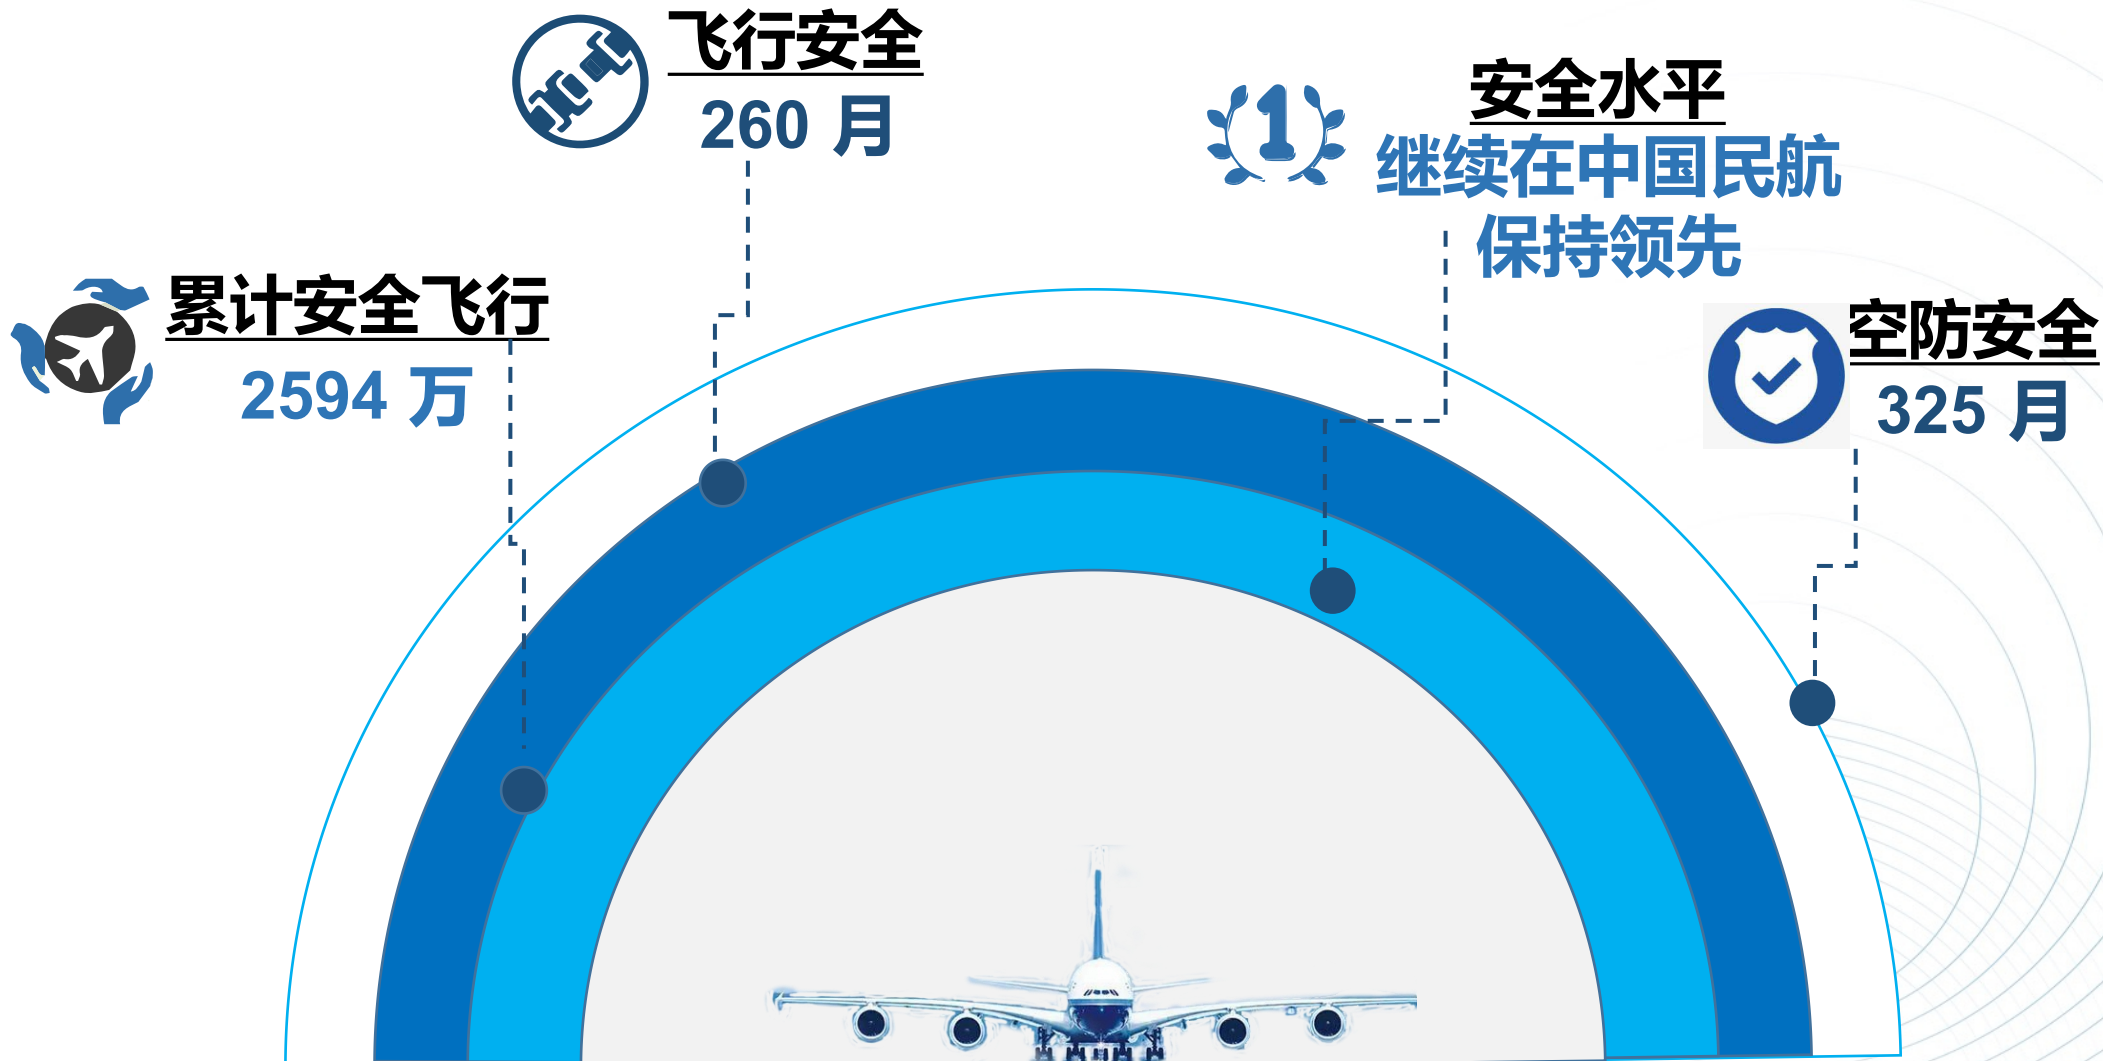 飞行安全
260 月
安全水平
继续在中国民航
保持领先
累计安全飞行
2594 万
空防安全
325 月